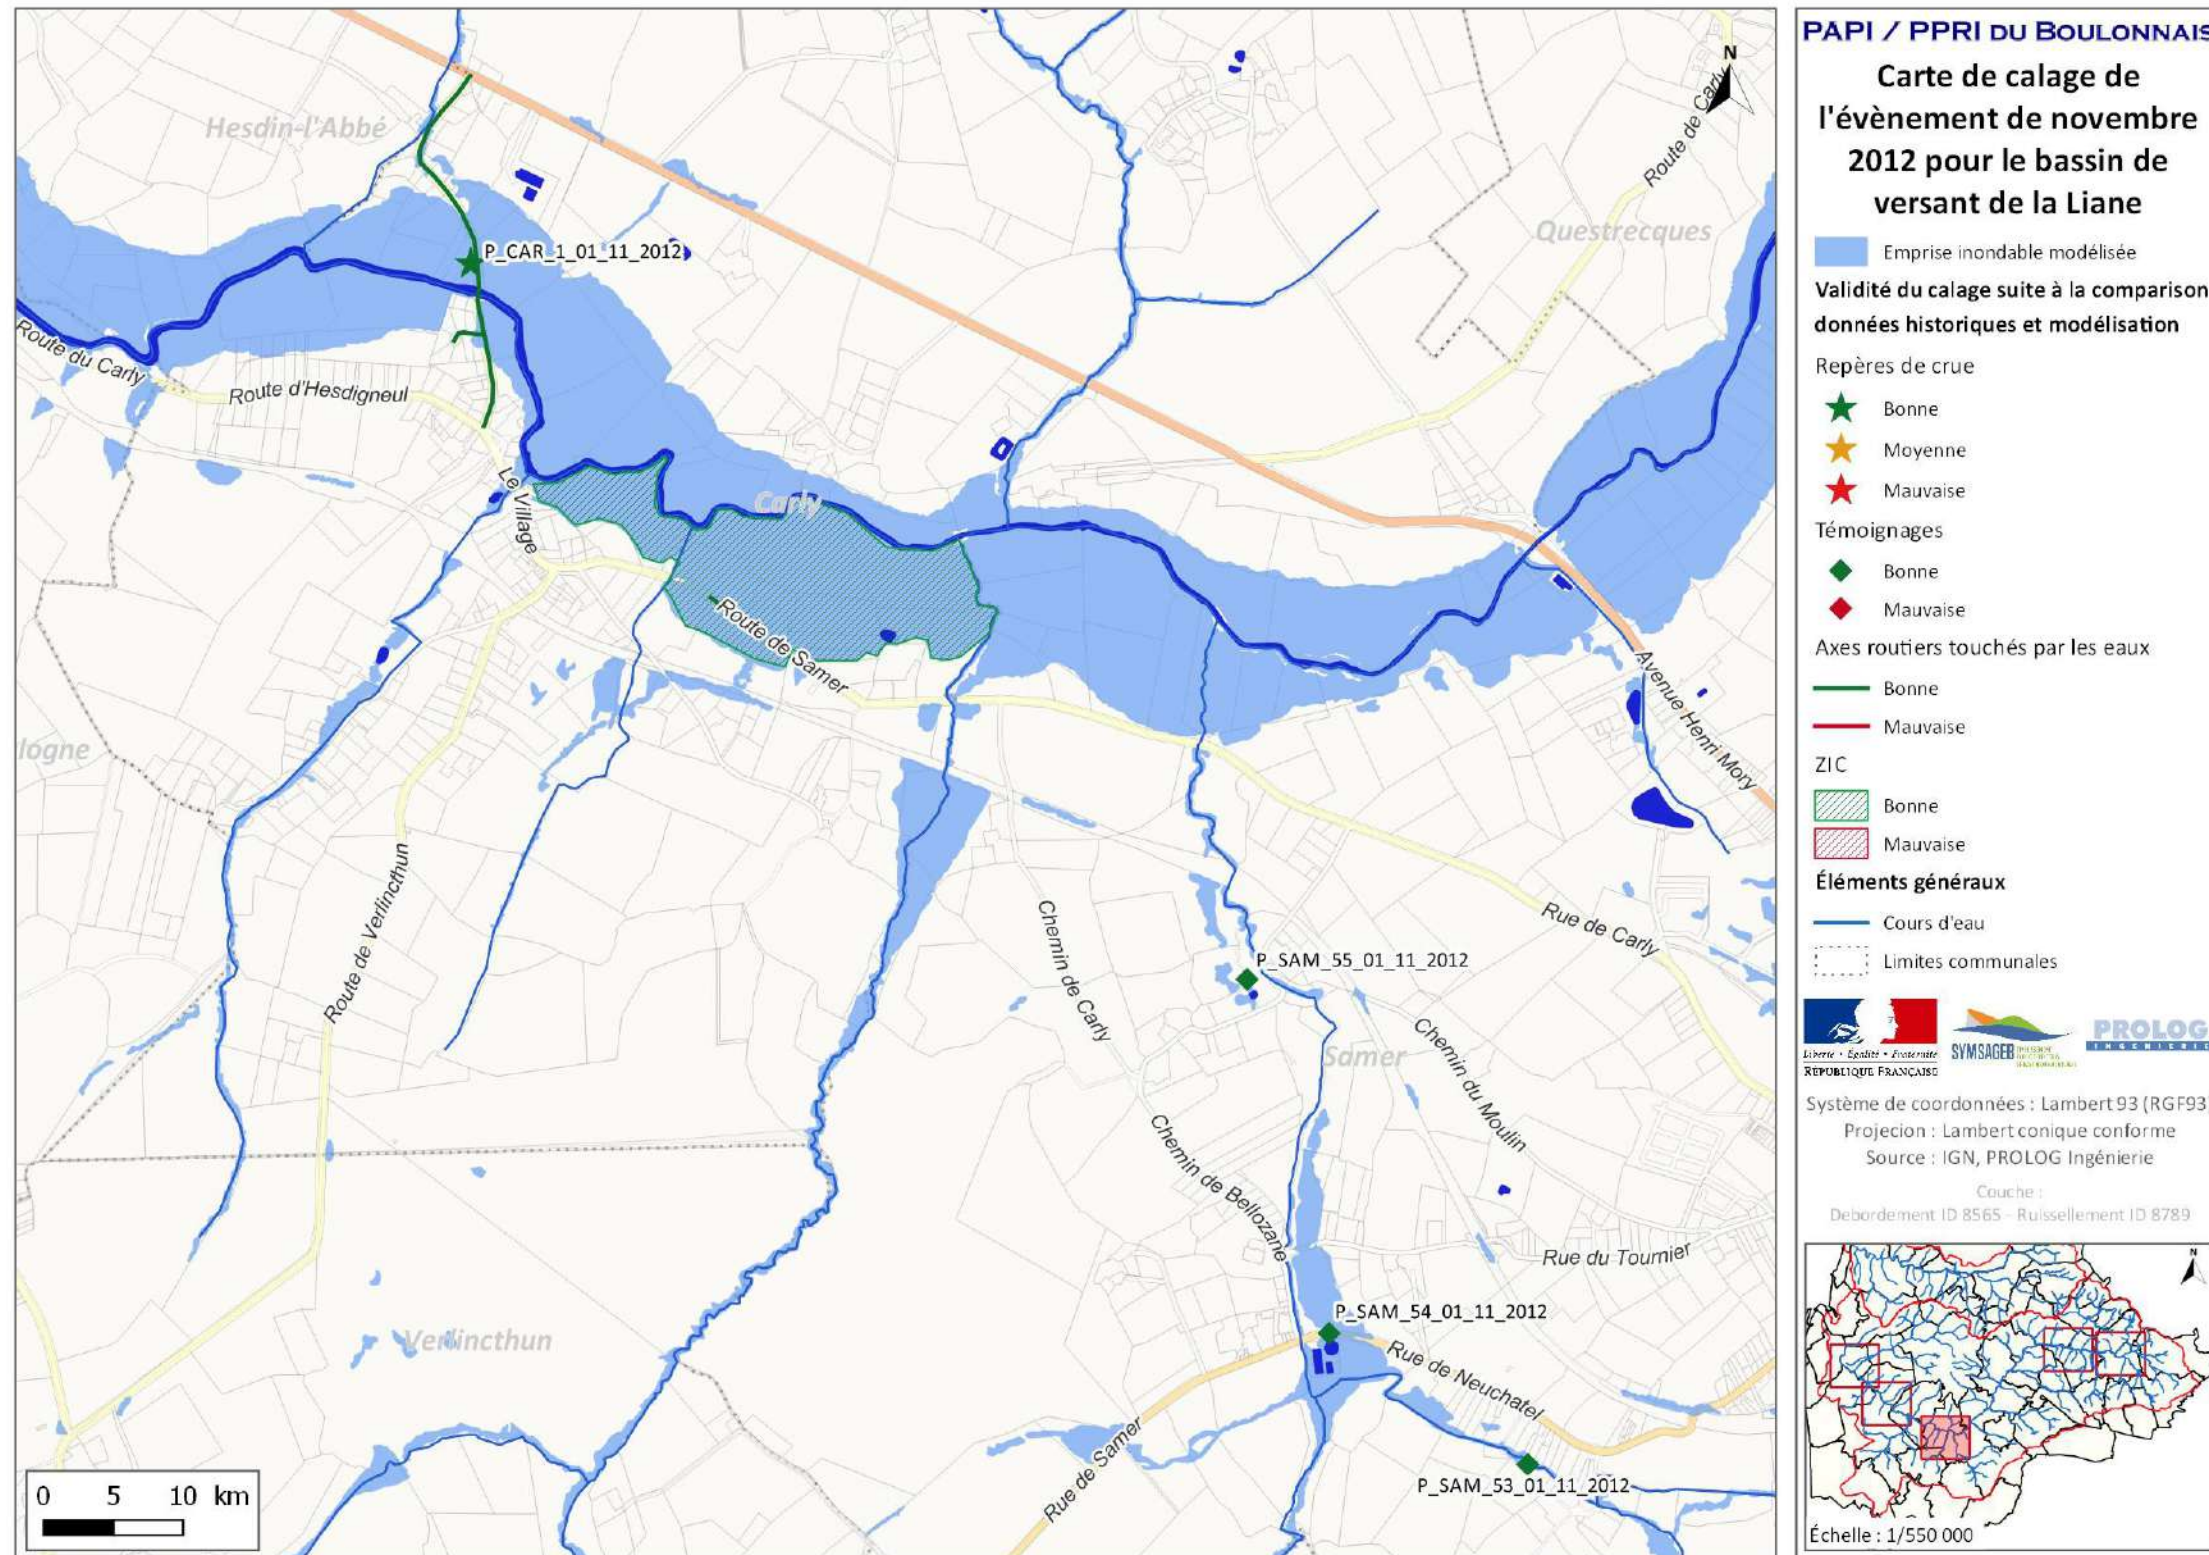 Hesdin-l'Abbé
P_CAR_1_01_11_2012
Questrecques
Route de Carly
N
Route du Carly
Route d'Hesdigneul
Le Village
Carly
Route de Samer
Avenue Henri Mory
logne
Route de Verlincthun
Rue de Carly
Chemin de Carly
P_SAM_55_01_11_2012
Samer
Chemin du Moulin
Chemin de Bellozane
Rue du Tournier
Verlincthun
P_SAM_54_01_11_2012
Rue de Neuchatel
Rue de Samer
P_SAM_53_01_11_2012
0 5 10 km
PAPI / PPRI DU BOULONNAIS
Carte de calage de
l'évènement de novembre
2012 pour le bassin de
versant de la Liane
Emprise inondable modélisée
Validité du calage suite à la comparison
données historiques et modélisation
Repères de crue
Bonne
Moyenne
Mauvaise
Témoignages
Bonne
Mauvaise
Axes routiers touchés par les eaux
Bonne
Mauvaise
ZIC
Bonne
Mauvaise
Éléments généraux
Cours d'eau
Limites communales
Liberté • Égalité • Fraternité
RÉPUBLIQUE FRANÇAISE
SYMSAGEB
PROLOG
INGENIERIE
Système de coordonnées : Lambert 93 (RGF93
Projecion : Lambert conique conforme
Source : IGN, PROLOG Ingénierie
Couche :
Debordement ID 8565 - Ruissellement ID 8789
N
Échelle : 1/550 000